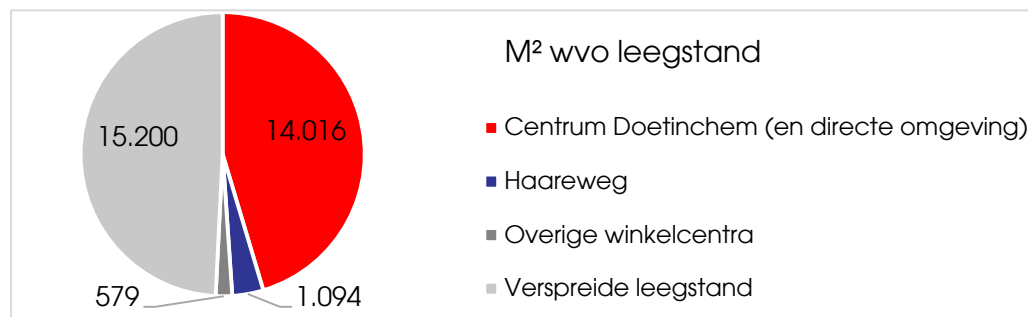 M² wvo leegstand
15.200
14.016
579
1.094
Centrum Doetinchem (en directe omgeving)
Haareweg
Overige winkelcentra
Verspreide leegstand